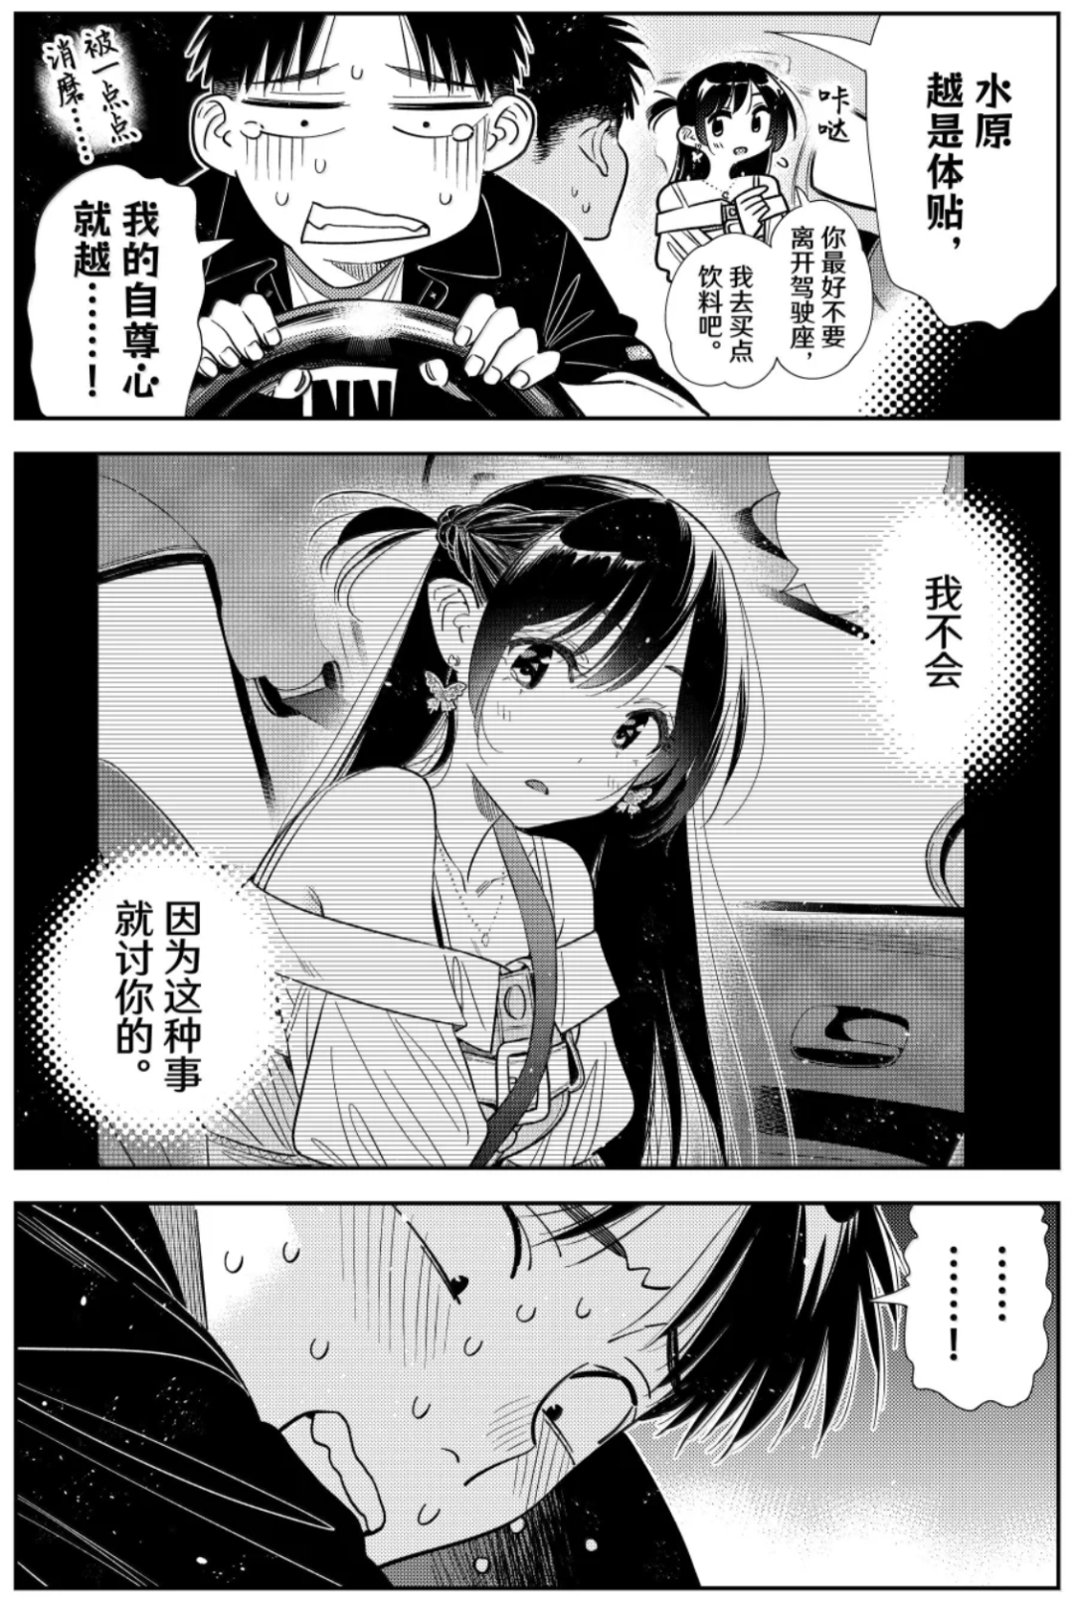 水原
越是体贴，
咔
哒
你最好不要
离开驾驶座，
我去买点
饮料吧。
我的自尊心
就越………！
被一点点
消磨……
我不会
因为这种事
就讨你的。
……
……！